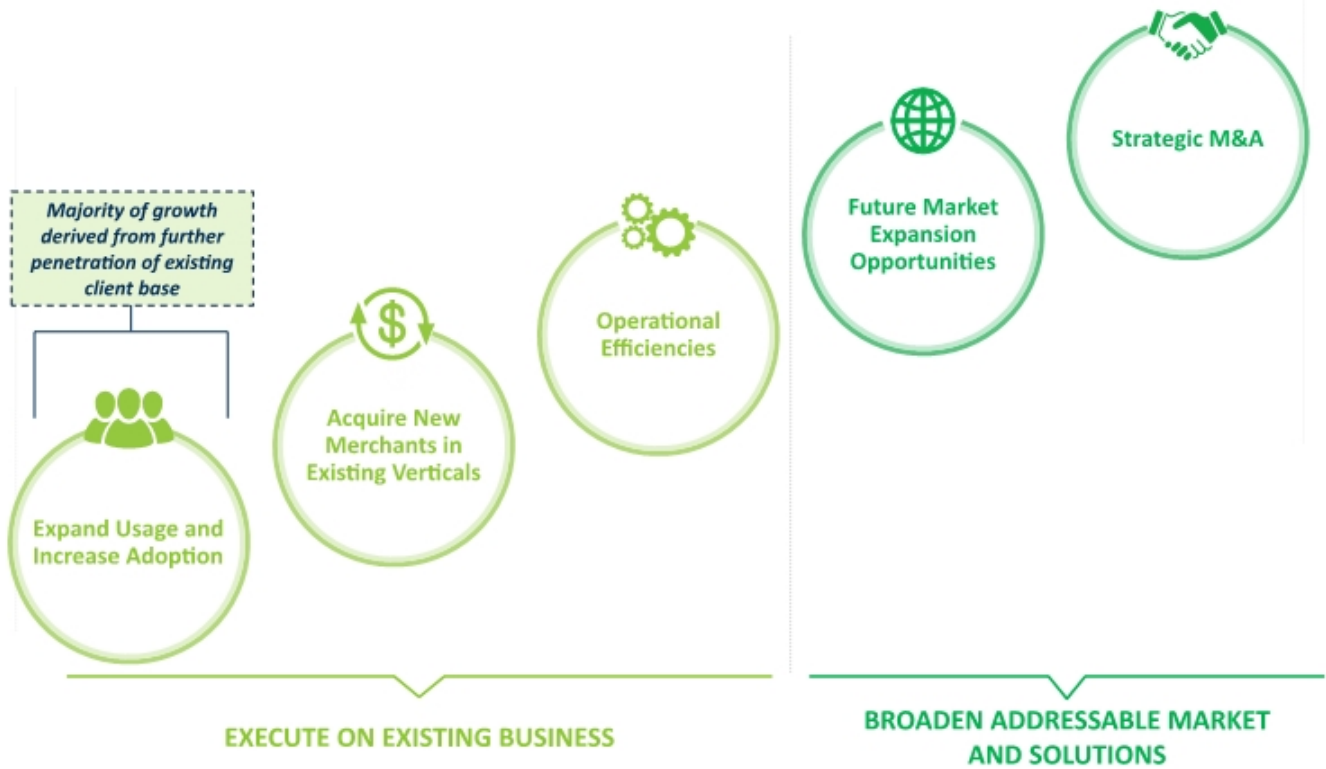 Majority of growth
derived from further
penetration of existing
client base
Expand Usage and
Increase Adoption
$
Acquire New
Merchants in
Existing Verticals
Operational
Efficiencies
Future Market
Expansion
Opportunities
Strategic M&A
EXECUTE ON EXISTING BUSINESS
BROADEN ADDRESSABLE MARKET
AND SOLUTIONS